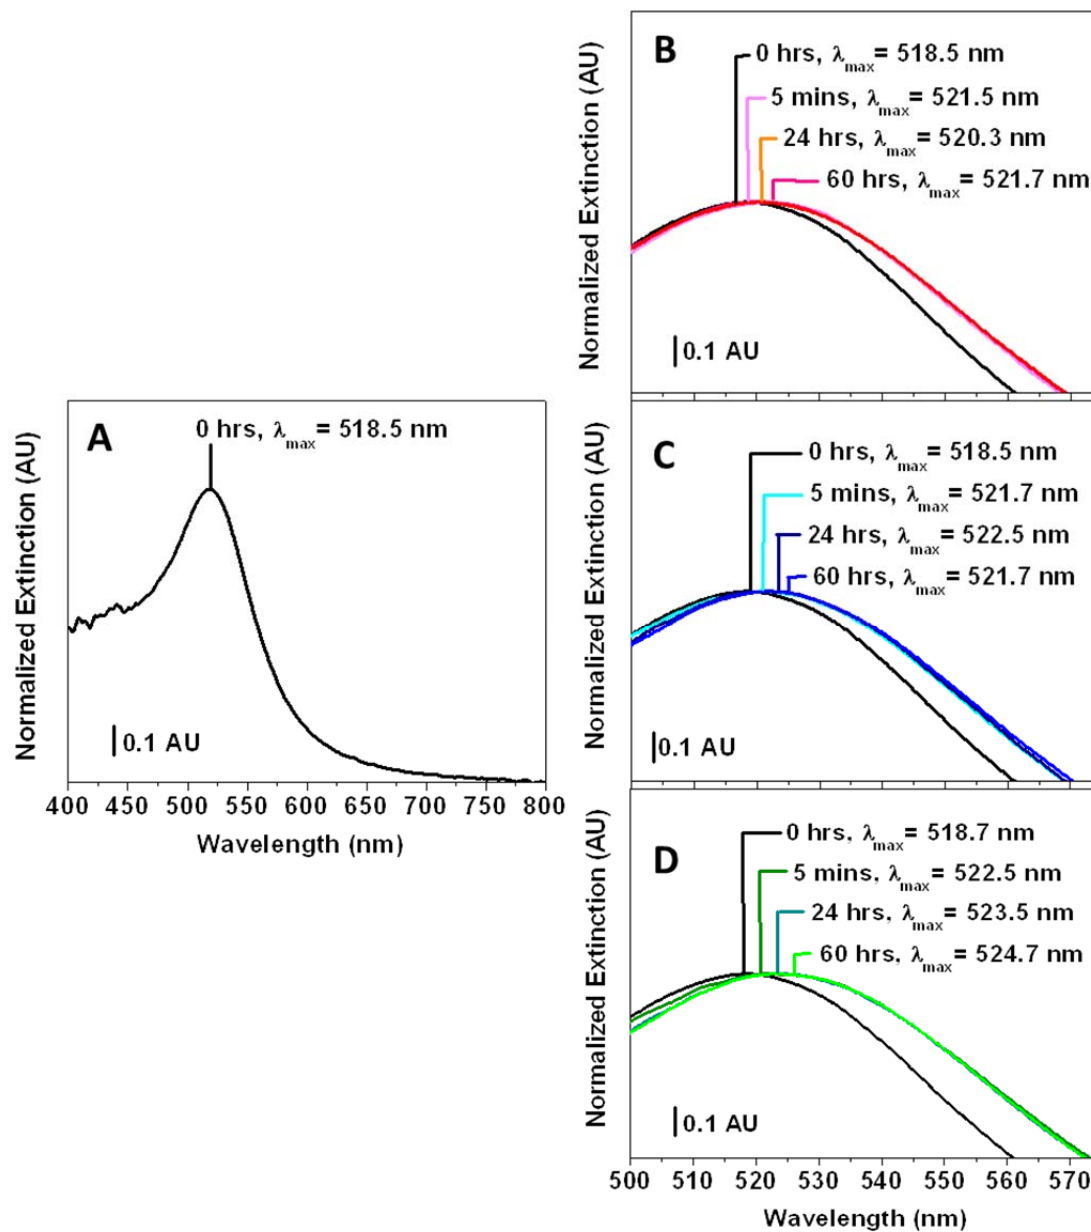 A
0 hrs, λmax= 518.5 nm
0.1 AU
Normalized Extinction (AU)
400 450 500 550 600 650 700 750 800
Wavelength (nm)
B
0 hrs, λmax= 518.5 nm
5 mins, λmax= 521.5 nm
24 hrs, λmax= 520.3 nm
60 hrs, λmax= 521.7 nm
0.1 AU
Normalized Extinction (AU)
C
0 hrs, λmax= 518.5 nm
5 mins, λmax= 521.7 nm
24 hrs, λmax= 522.5 nm
60 hrs, λmax= 521.7 nm
0.1 AU
Normalized Extinction (AU)
D
0 hrs, λmax= 518.7 nm
5 mins, λmax= 522.5 nm
24 hrs, λmax= 523.5 nm
60 hrs, λmax= 524.7 nm
0.1 AU
Normalized Extinction (AU)
500 510 520 530 540 550 560 570
Wavelength (nm)